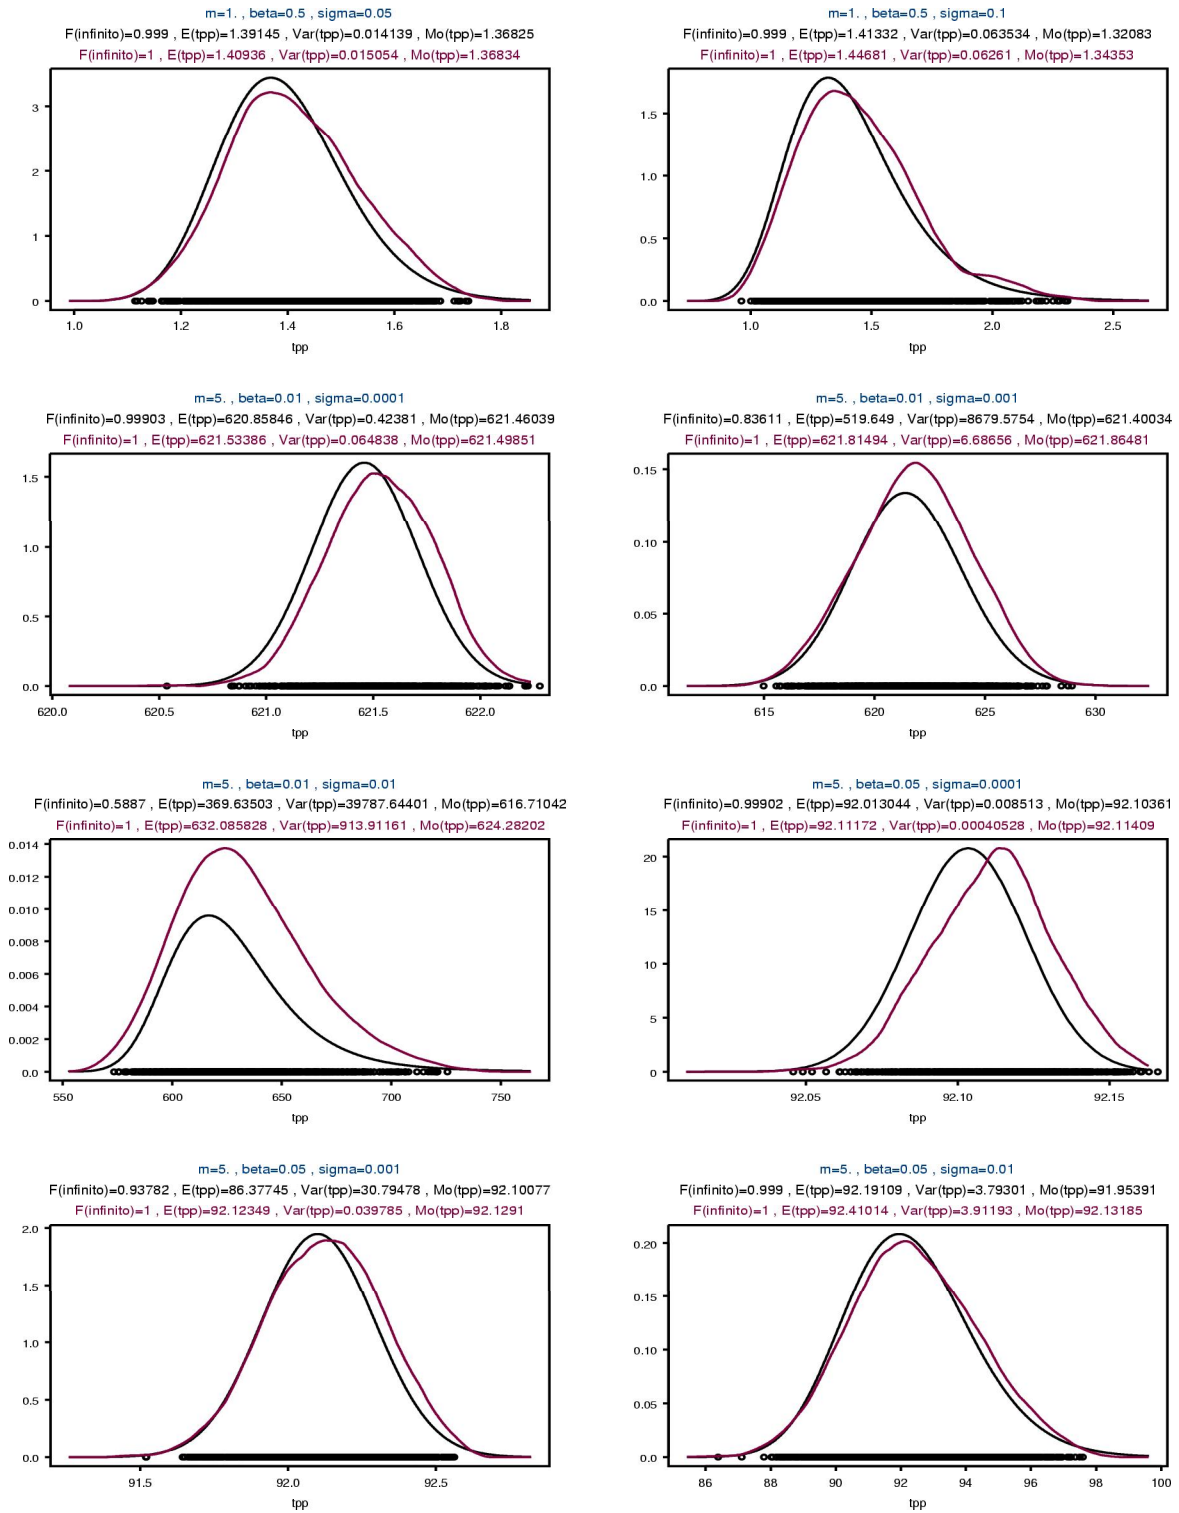 m=1. , beta=0.5 , sigma=0.05
F(infinito)=0.999 , E(tpp)=1.39145 , Var(tpp)=0.014139 , Mo(tpp)=1.36825
F(infinito)=1 , E(tpp)=1.40936 , Var(tpp)=0.015054 , Mo(tpp)=1.36834
3
2
1
0
1.0 1.2 1.4 1.6 1.8
tpp
m=1. , beta=0.5 , sigma=0.1
F(infinito)=0.999 , E(tpp)=1.41332 , Var(tpp)=0.063534 , Mo(tpp)=1.32083
F(infinito)=1 , E(tpp)=1.44681 , Var(tpp)=0.06261 , Mo(tpp)=1.34353
1.5
1.0
0.5
0.0
1.0 1.5 2.0 2.5
tpp
m=5. , beta=0.01 , sigma=0.0001
F(infinito)=0.99903 , E(tpp)=620.85846 , Var(tpp)=0.42381 , Mo(tpp)=621.46039
F(infinito)=1 , E(tpp)=621.53386 , Var(tpp)=0.064838 , Mo(tpp)=621.49851
1.5
1.0
0.5
0.0
620.0 620.5 621.0 621.5 622.0
tpp
m=5. , beta=0.01 , sigma=0.001
F(infinito)=0.83611 , E(tpp)=519.649 , Var(tpp)=8679.5754 , Mo(tpp)=621.40034
F(infinito)=1 , E(tpp)=621.81494 , Var(tpp)=6.68656 , Mo(tpp)=621.86481
0.15
0.10
0.05
0.0
615 620 625 630
tpp
m=5. , beta=0.01 , sigma=0.01
F(infinito)=0.5887 , E(tpp)=369.63503 , Var(tpp)=39787.64401 , Mo(tpp)=616.71042
F(infinito)=1 , E(tpp)=632.085828 , Var(tpp)=913.91161 , Mo(tpp)=624.28202
0.014
0.012
0.010
0.008
0.006
0.004
0.002
0.0
550 600 650 700 750
tpp
m=5. , beta=0.05 , sigma=0.0001
F(infinito)=0.99902 , E(tpp)=92.013044 , Var(tpp)=0.008513 , Mo(tpp)=92.10361
F(infinito)=1 , E(tpp)=92.11172 , Var(tpp)=0.00040528 , Mo(tpp)=92.11409
20
15
10
5
0
92.05 92.10 92.15
tpp
m=5. , beta=0.05 , sigma=0.001
F(infinito)=0.93782 , E(tpp)=86.37745 , Var(tpp)=30.79478 , Mo(tpp)=92.10077
F(infinito)=1 , E(tpp)=92.12349 , Var(tpp)=0.039785 , Mo(tpp)=92.1291
2.0
1.5
1.0
0.5
0.0
91.5 92.0 92.5
tpp
m=5. , beta=0.05 , sigma=0.01
F(infinito)=0.999 , E(tpp)=92.19109 , Var(tpp)=3.79301 , Mo(tpp)=91.95391
F(infinito)=1 , E(tpp)=92.41014 , Var(tpp)=3.91193 , Mo(tpp)=92.13185
0.20
0.15
0.10
0.05
0.0
86 88 90 92 94 96 98 100
tpp